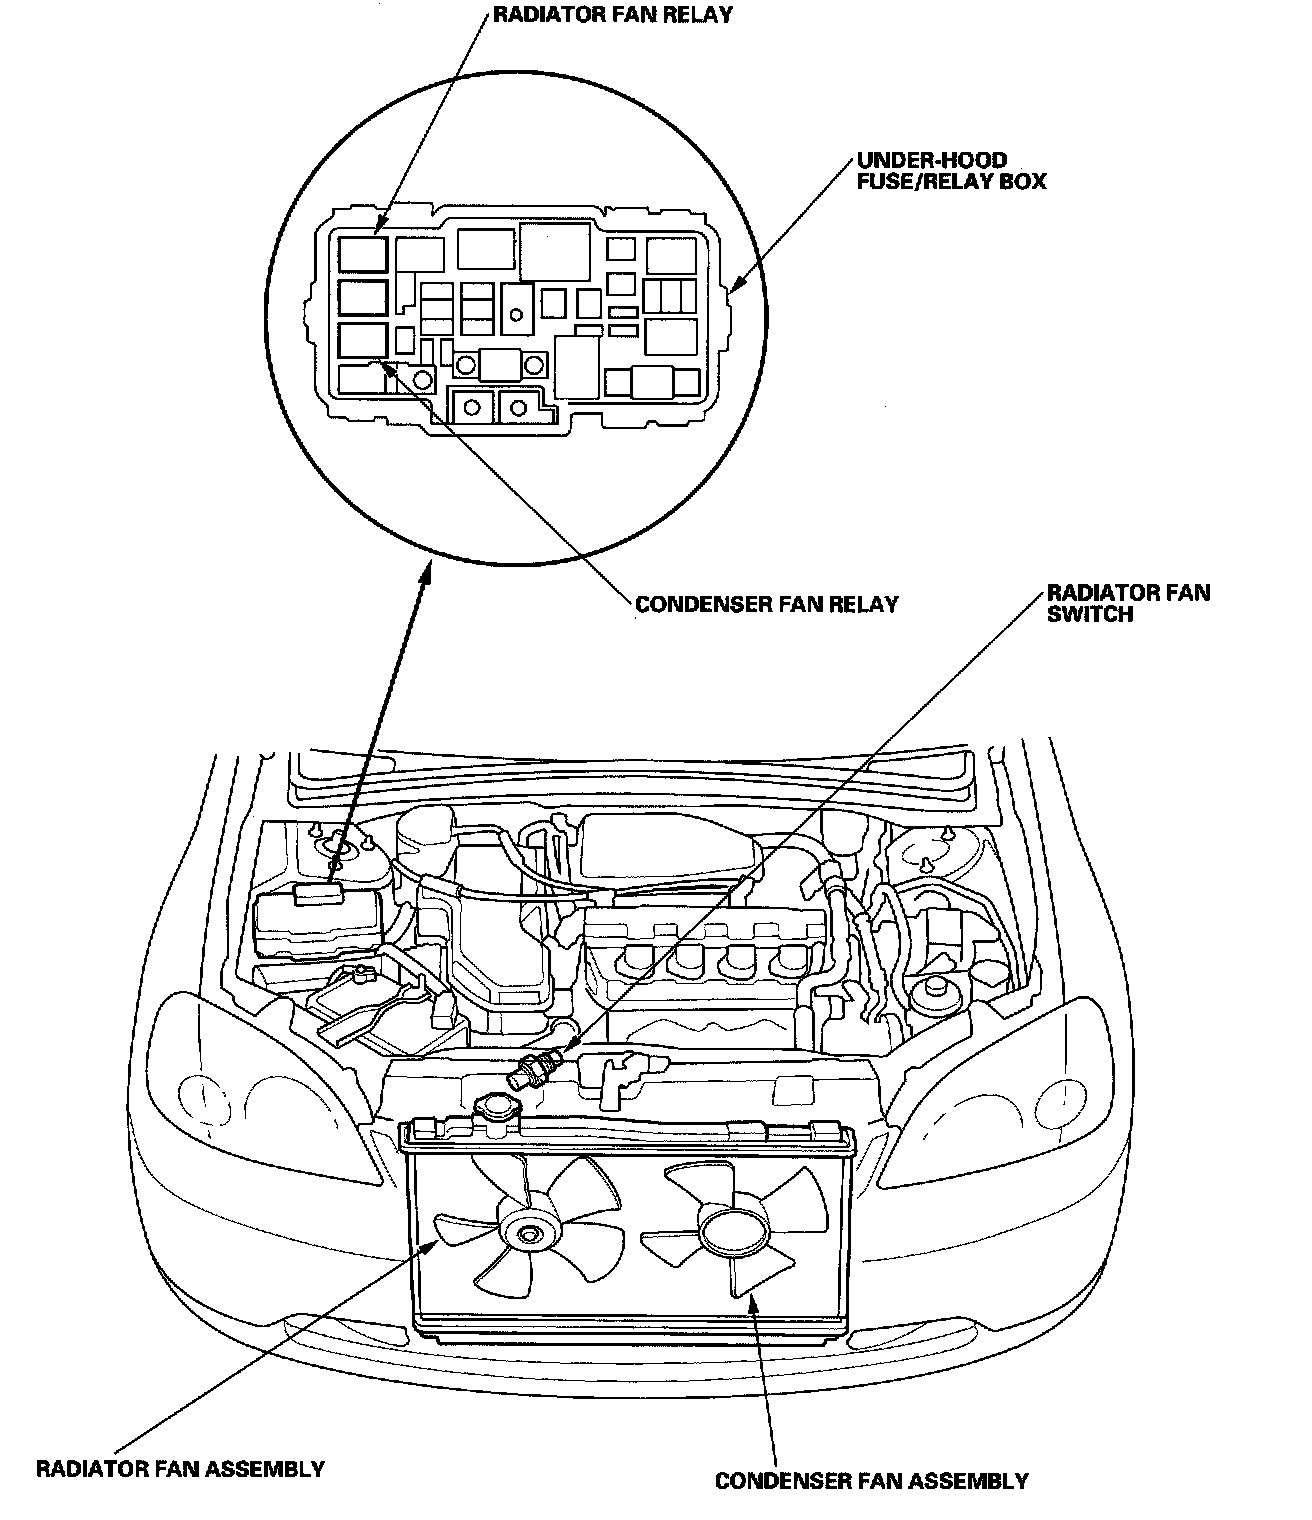 RADIATOR FAN RELAY
UNDER-HOOD
FUSE/RELAY BOX
CONDENSER FAN RELAY
RADIATOR FAN
SWITCH
RADIATOR FAN ASSEMBLY
CONDENSER FAN ASSEMBLY